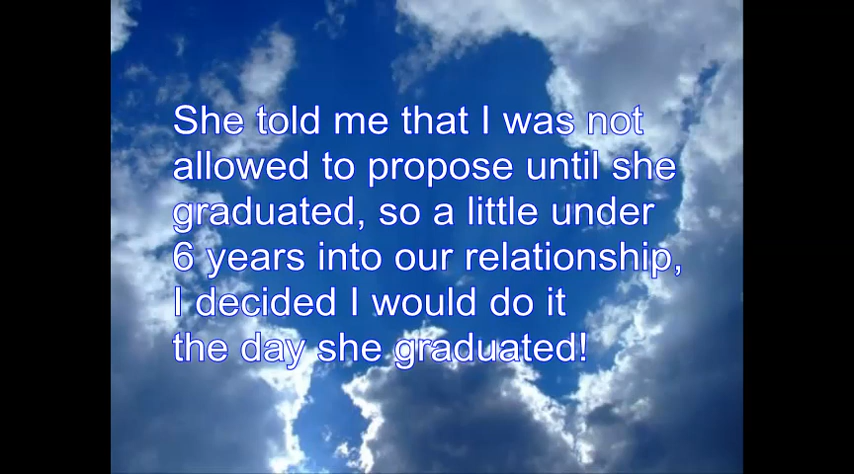 She told me that I was not
allowed to propose until she
graduated, so a little under
6 years into our relationship,
I decided I would do it
the day she graduated!